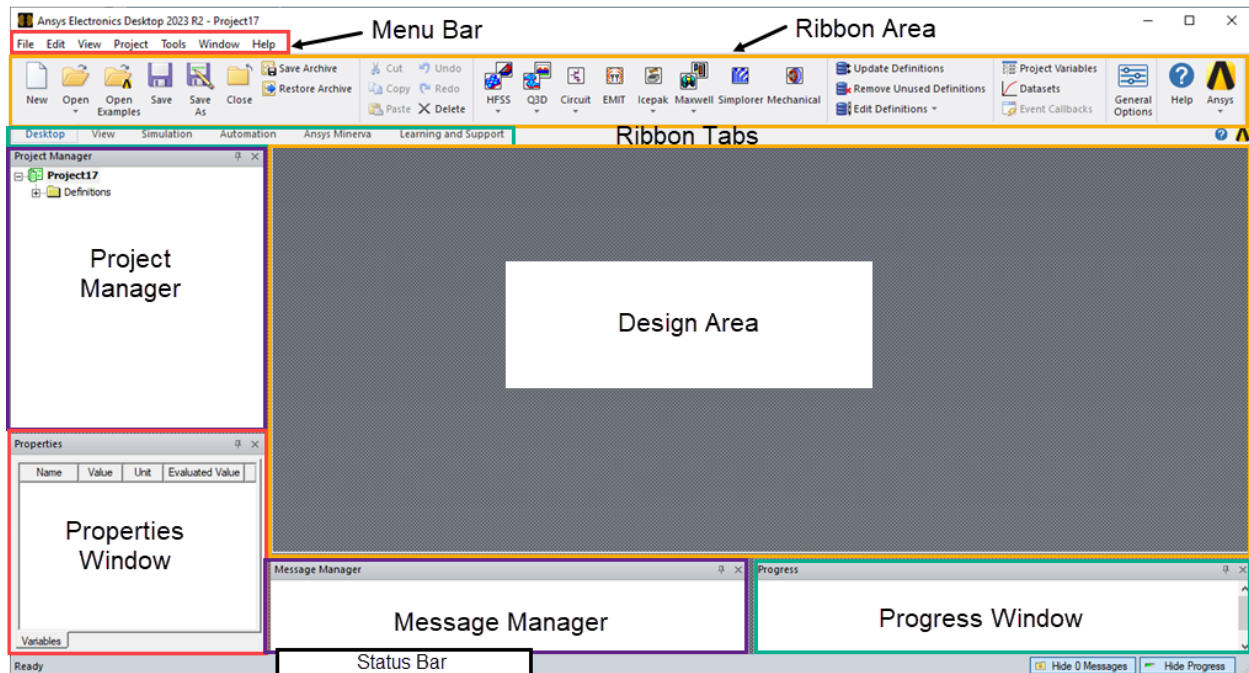 Ansys Electronics Desktop 2023 R2 - Project17
File Edit View Project Tools Window Help
Menu Bar
Ribbon Area
New
Open
Open Examples
Save
Save As
Close
Save Archive
Restore Archive
Cut
Copy
Paste
Undo
Redo
Delete
HFSS
Q3D
Circuit
EMIT
Icepak
Maxwell
Simplorer
Mechanical
Update Definitions
Remove Unused Definitions
Edit Definitions
Project Variables
Datasets
Event Callbacks
General Options
Help
Ansys
Desktop View Simulation Automation Ansys Minerva Learning and Support
Ribbon Tabs
Project Manager
Project17
Definitions
Project
Manager
Design Area
Properties
Name Value Unit Evaluated Value
Properties
Window
Variables
Message Manager
Message Manager
Progress
Progress Window
Ready
Status Bar
Hide 0 Messages
Hide Progress